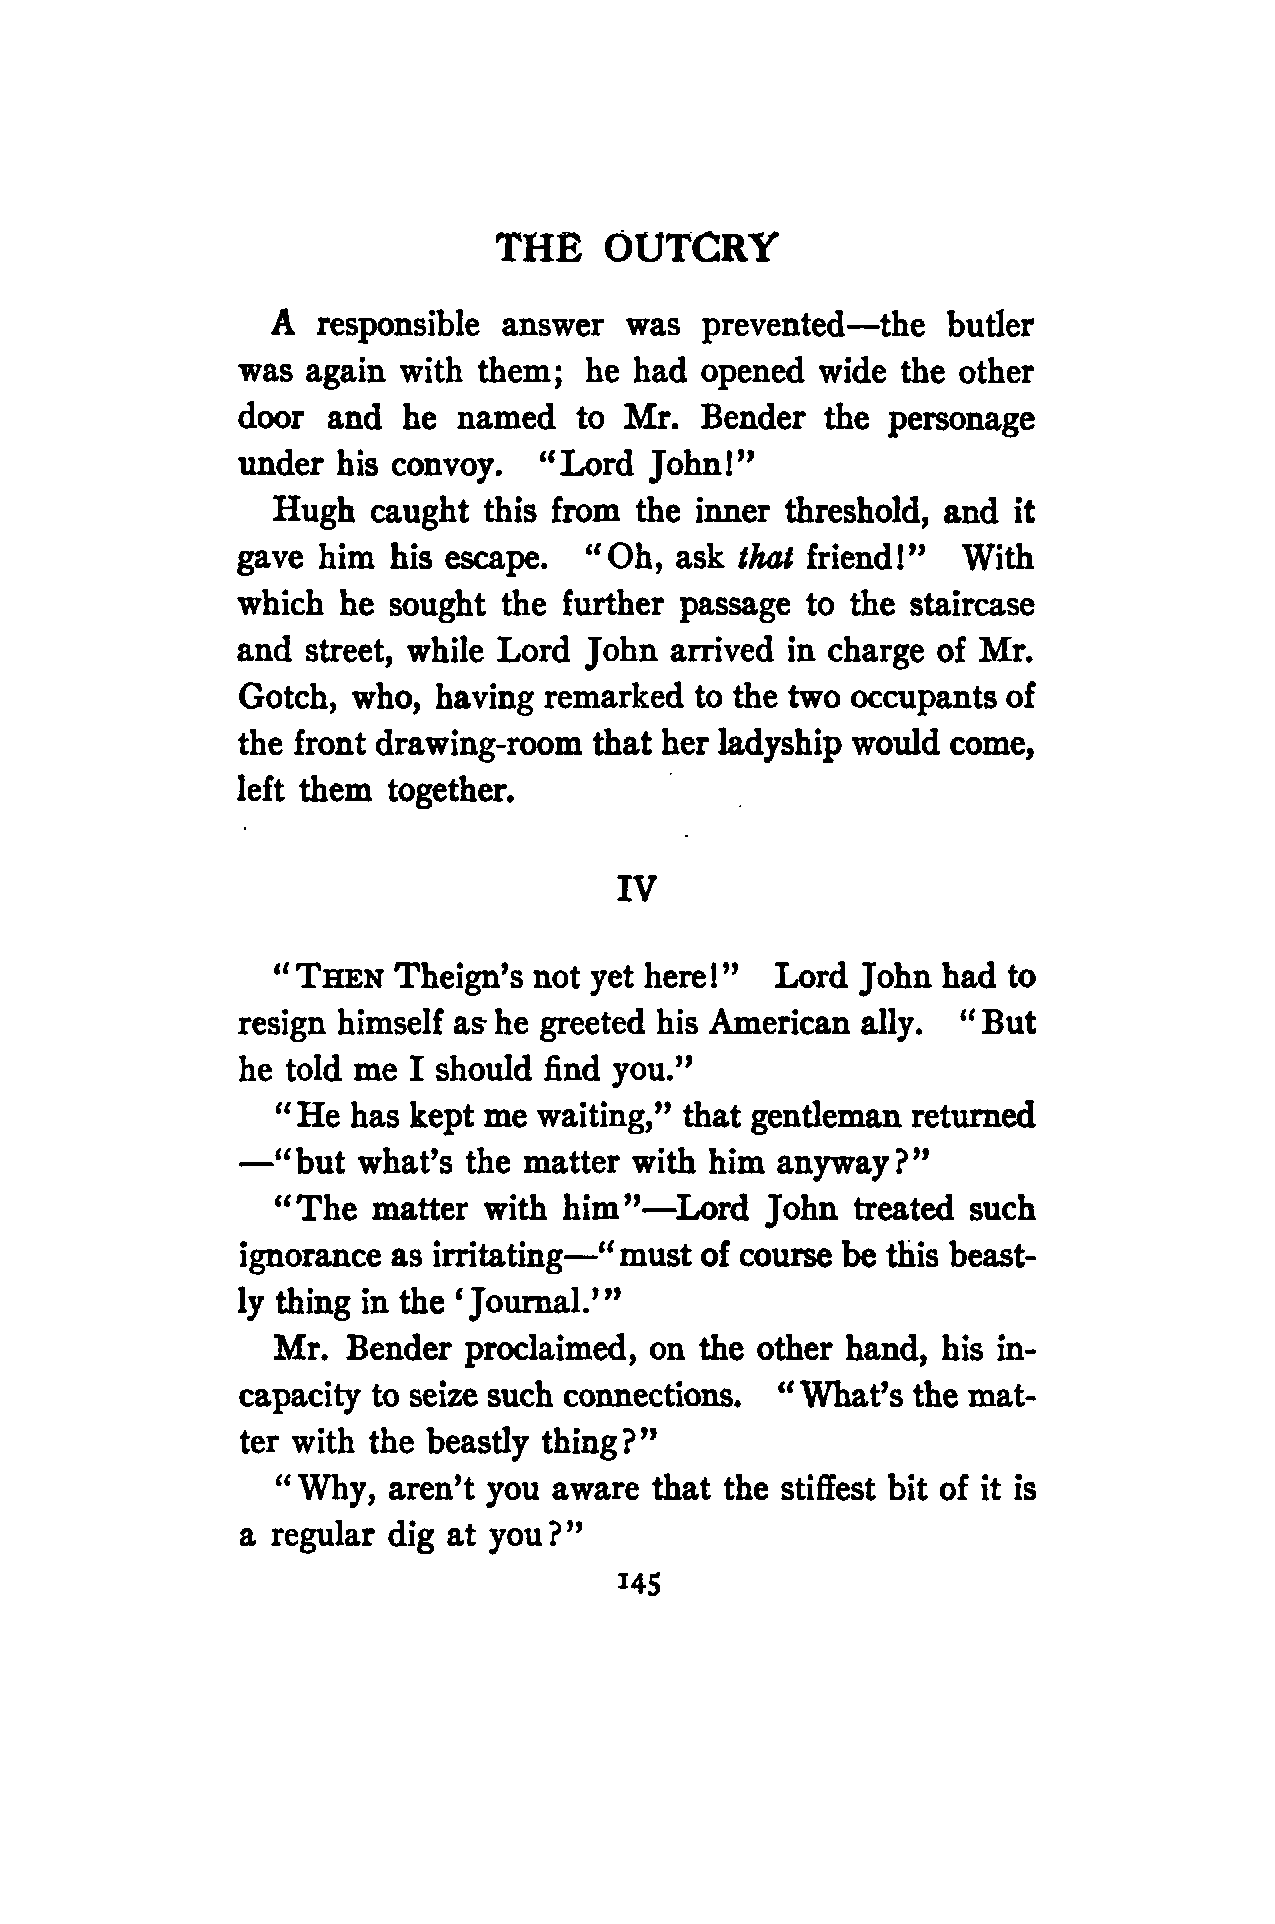 THE OUTCRY
A responsible answer was prevented—the butler
was again with them; he had opened wide the other
door and he named to Mr. Bender the personage
under his convoy. "Lord John!"
Hugh caught this from the inner threshold, and it
gave him his escape. "Oh, ask that friend!" With
which he sought the further passage to the staircase
and street, while Lord John arrived in charge of Mr.
Gotch, who, having remarked to the two occupants of
the front drawing-room that her ladyship would come,
left them together.
IV
"THEN Theign's not yet here!" Lord John had to
resign himself as he greeted his American ally. "But
he told me I should find you."
"He has kept me waiting," that gentleman returned
—"but what's the matter with him anyway?"
"The matter with him"—Lord John treated such
ignorance as irritating—"must of course be this beast-
ly thing in the 'Journal.'"
Mr. Bender proclaimed, on the other hand, his in-
capacity to seize such connections. "What's the mat-
ter with the beastly thing?"
"Why, aren't you aware that the stiffest bit of it is
a regular dig at you?"
145